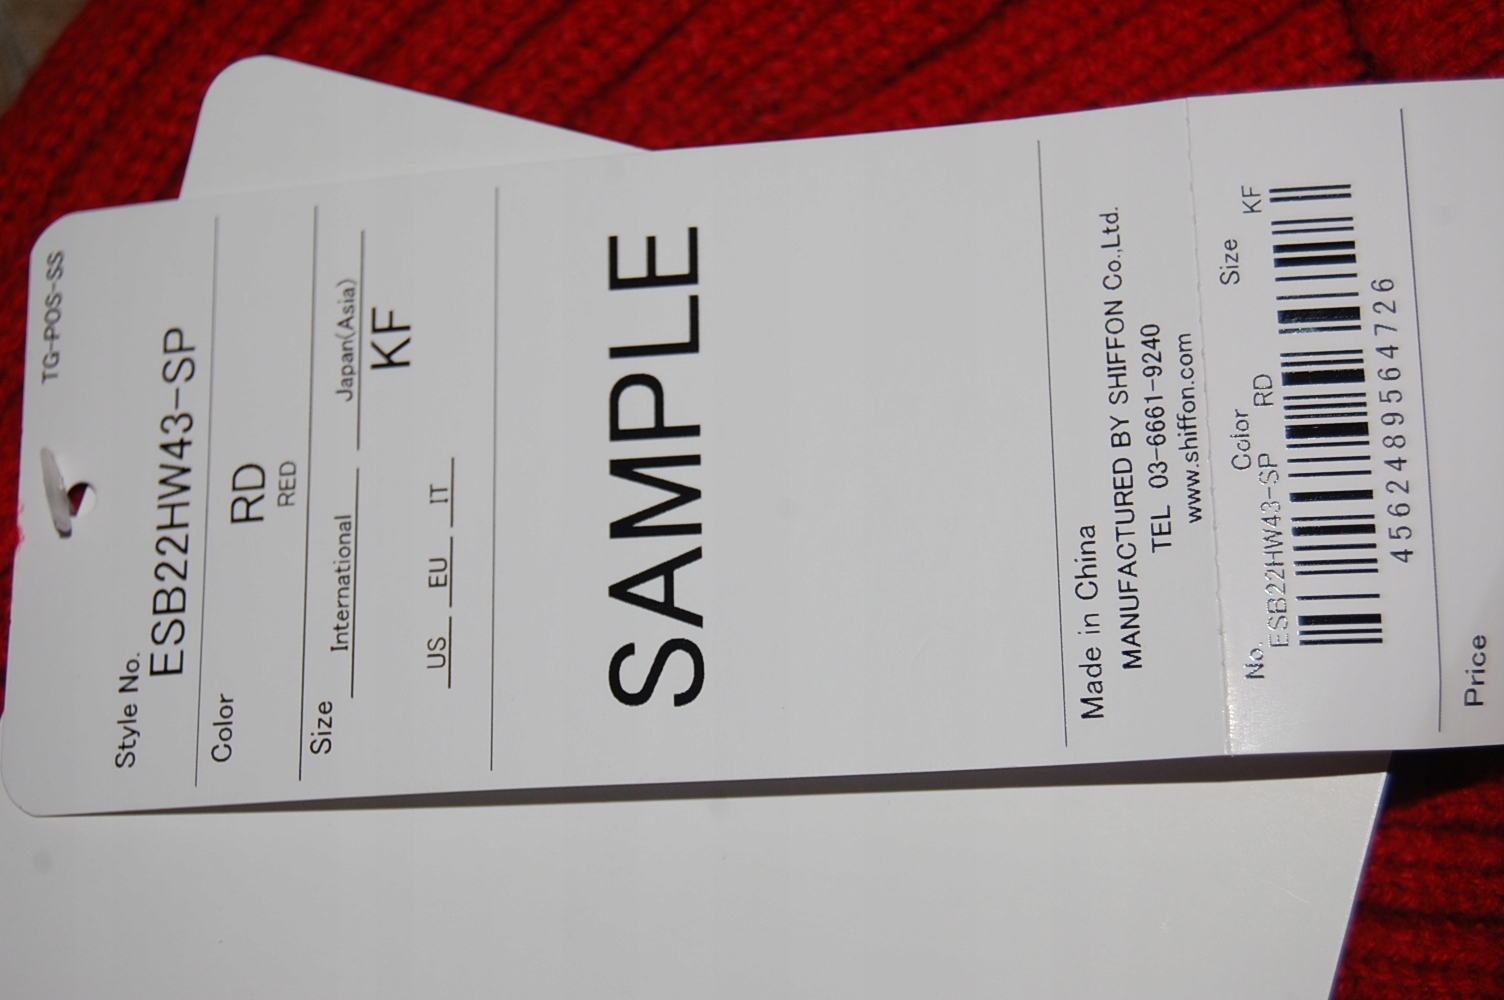 TG-POS-SS
Style No.
ESB22HW43-SP
Color
RD
RED
Size
International
Japan(Asia)
KF
US EU IT
SAMPLE
Made in China
MANUFACTURED BY SHIFFON Co.,Ltd.
TEL 03-6661-9240
www.shiffon.com
No. Color Size
ESB22HW43-SP RD KF
4562489564726
Price